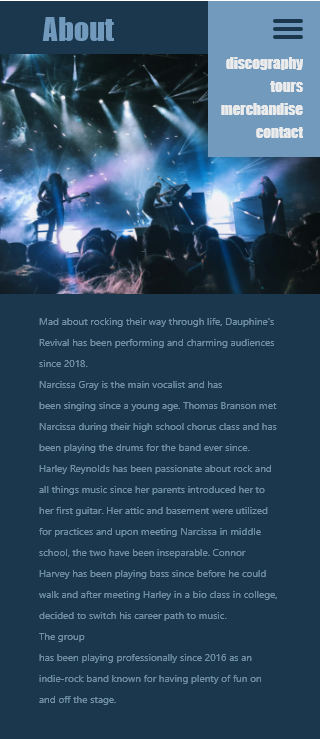 About
discography
tours
merchandise
contact
Mad about rocking their way through life, Dauphine's
Revival has been performing and charming audiences
since 2018.
Narcissa Gray is the main vocalist and has
been singing since a young age. Thomas Branson met
Narcissa during their high school chorus class and has
been playing the drums for the band ever since.
Harley Reynolds has been passionate about rock and
all things music since her parents introduced her to
her first guitar. Her attic and basement were utilized
for practices and upon meeting Narcissa in middle
school, the two have been inseparable. Connor
Harvey has been playing bass since before he could
walk and after meeting Harley in a bio class in college,
decided to switch his career path to music.
The group
has been playing professionally since 2016 as an
indie-rock band known for having plenty of fun on
and off the stage.